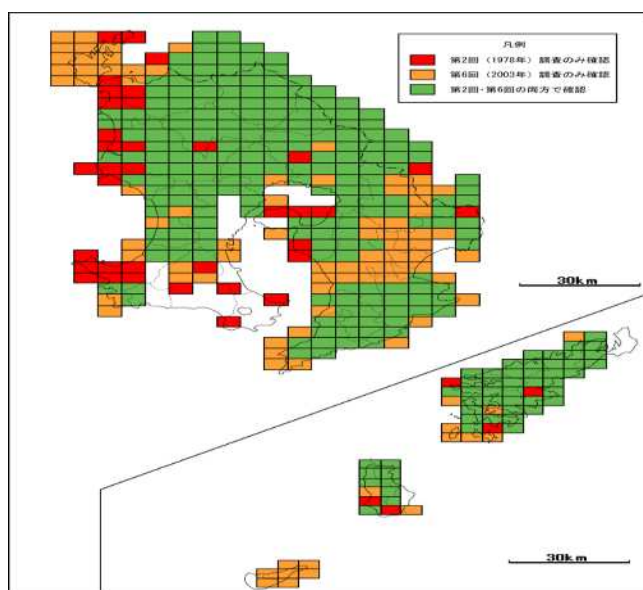 凡例
第2回（1978年）調査のみ確認
第6回（2003年）調査のみ確認
第2回・第6回の両方で確認
30km
30km